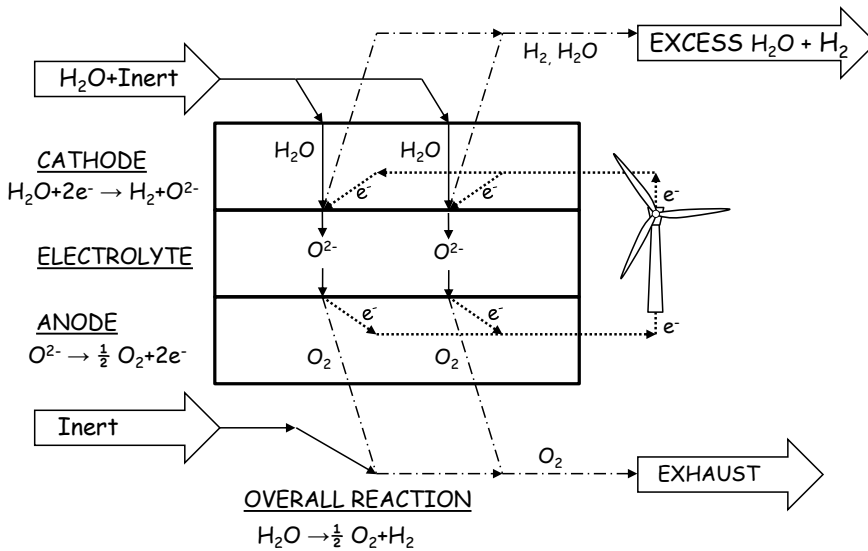 H₂, H₂O
EXCESS H₂O + H₂
H₂O+Inert
H₂O
H₂O
CATHODE
H₂O+2e⁻ → H₂+O²⁻
e⁻
e⁻
e⁻
O²⁻
O²⁻
ELECTROLYTE
ANODE
O²⁻ → ½ O₂+2e⁻
e⁻
e⁻
e⁻
O₂
O₂
Inert
O₂
EXHAUST
OVERALL REACTION
H₂O →½ O₂+H₂